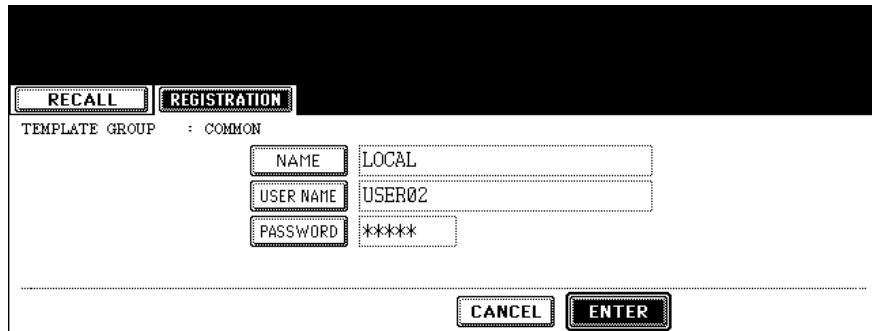 RECALL REGISTRATION
TEMPLATE GROUP : COMMON
NAME LOCAL
USER NAME USER02
PASSWORD *****
CANCEL ENTER